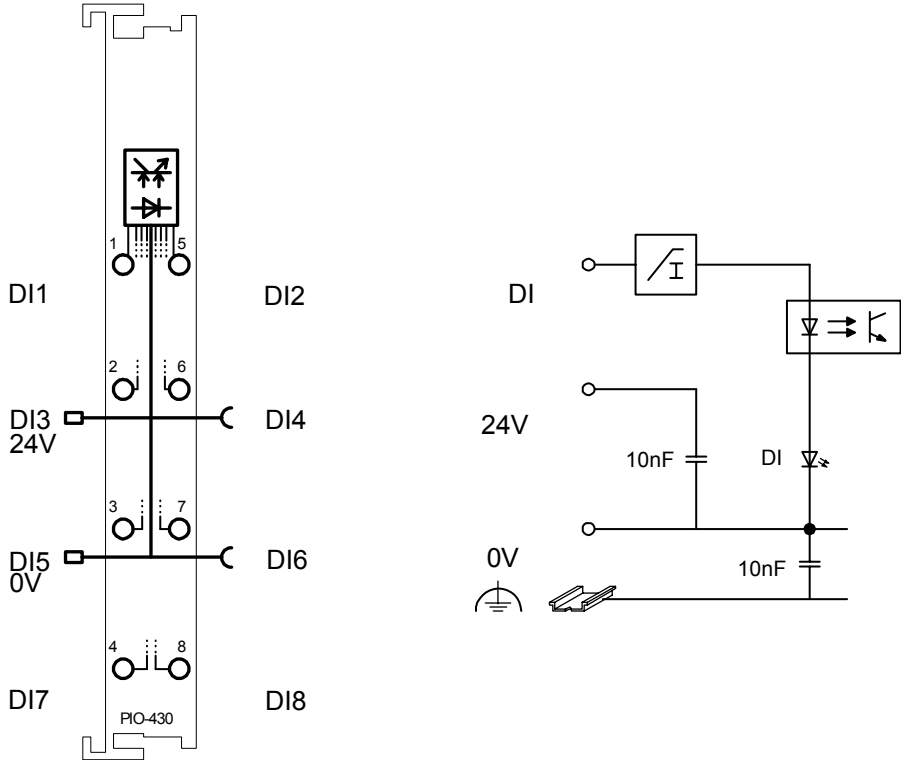 1
5
DI1
DI2
2
6
DI3
24V
DI4
3
7
DI5
0V
DI6
4
8
DI7
DI8
PIO-430
DI
I
24V
10nF
DI
0V
10nF